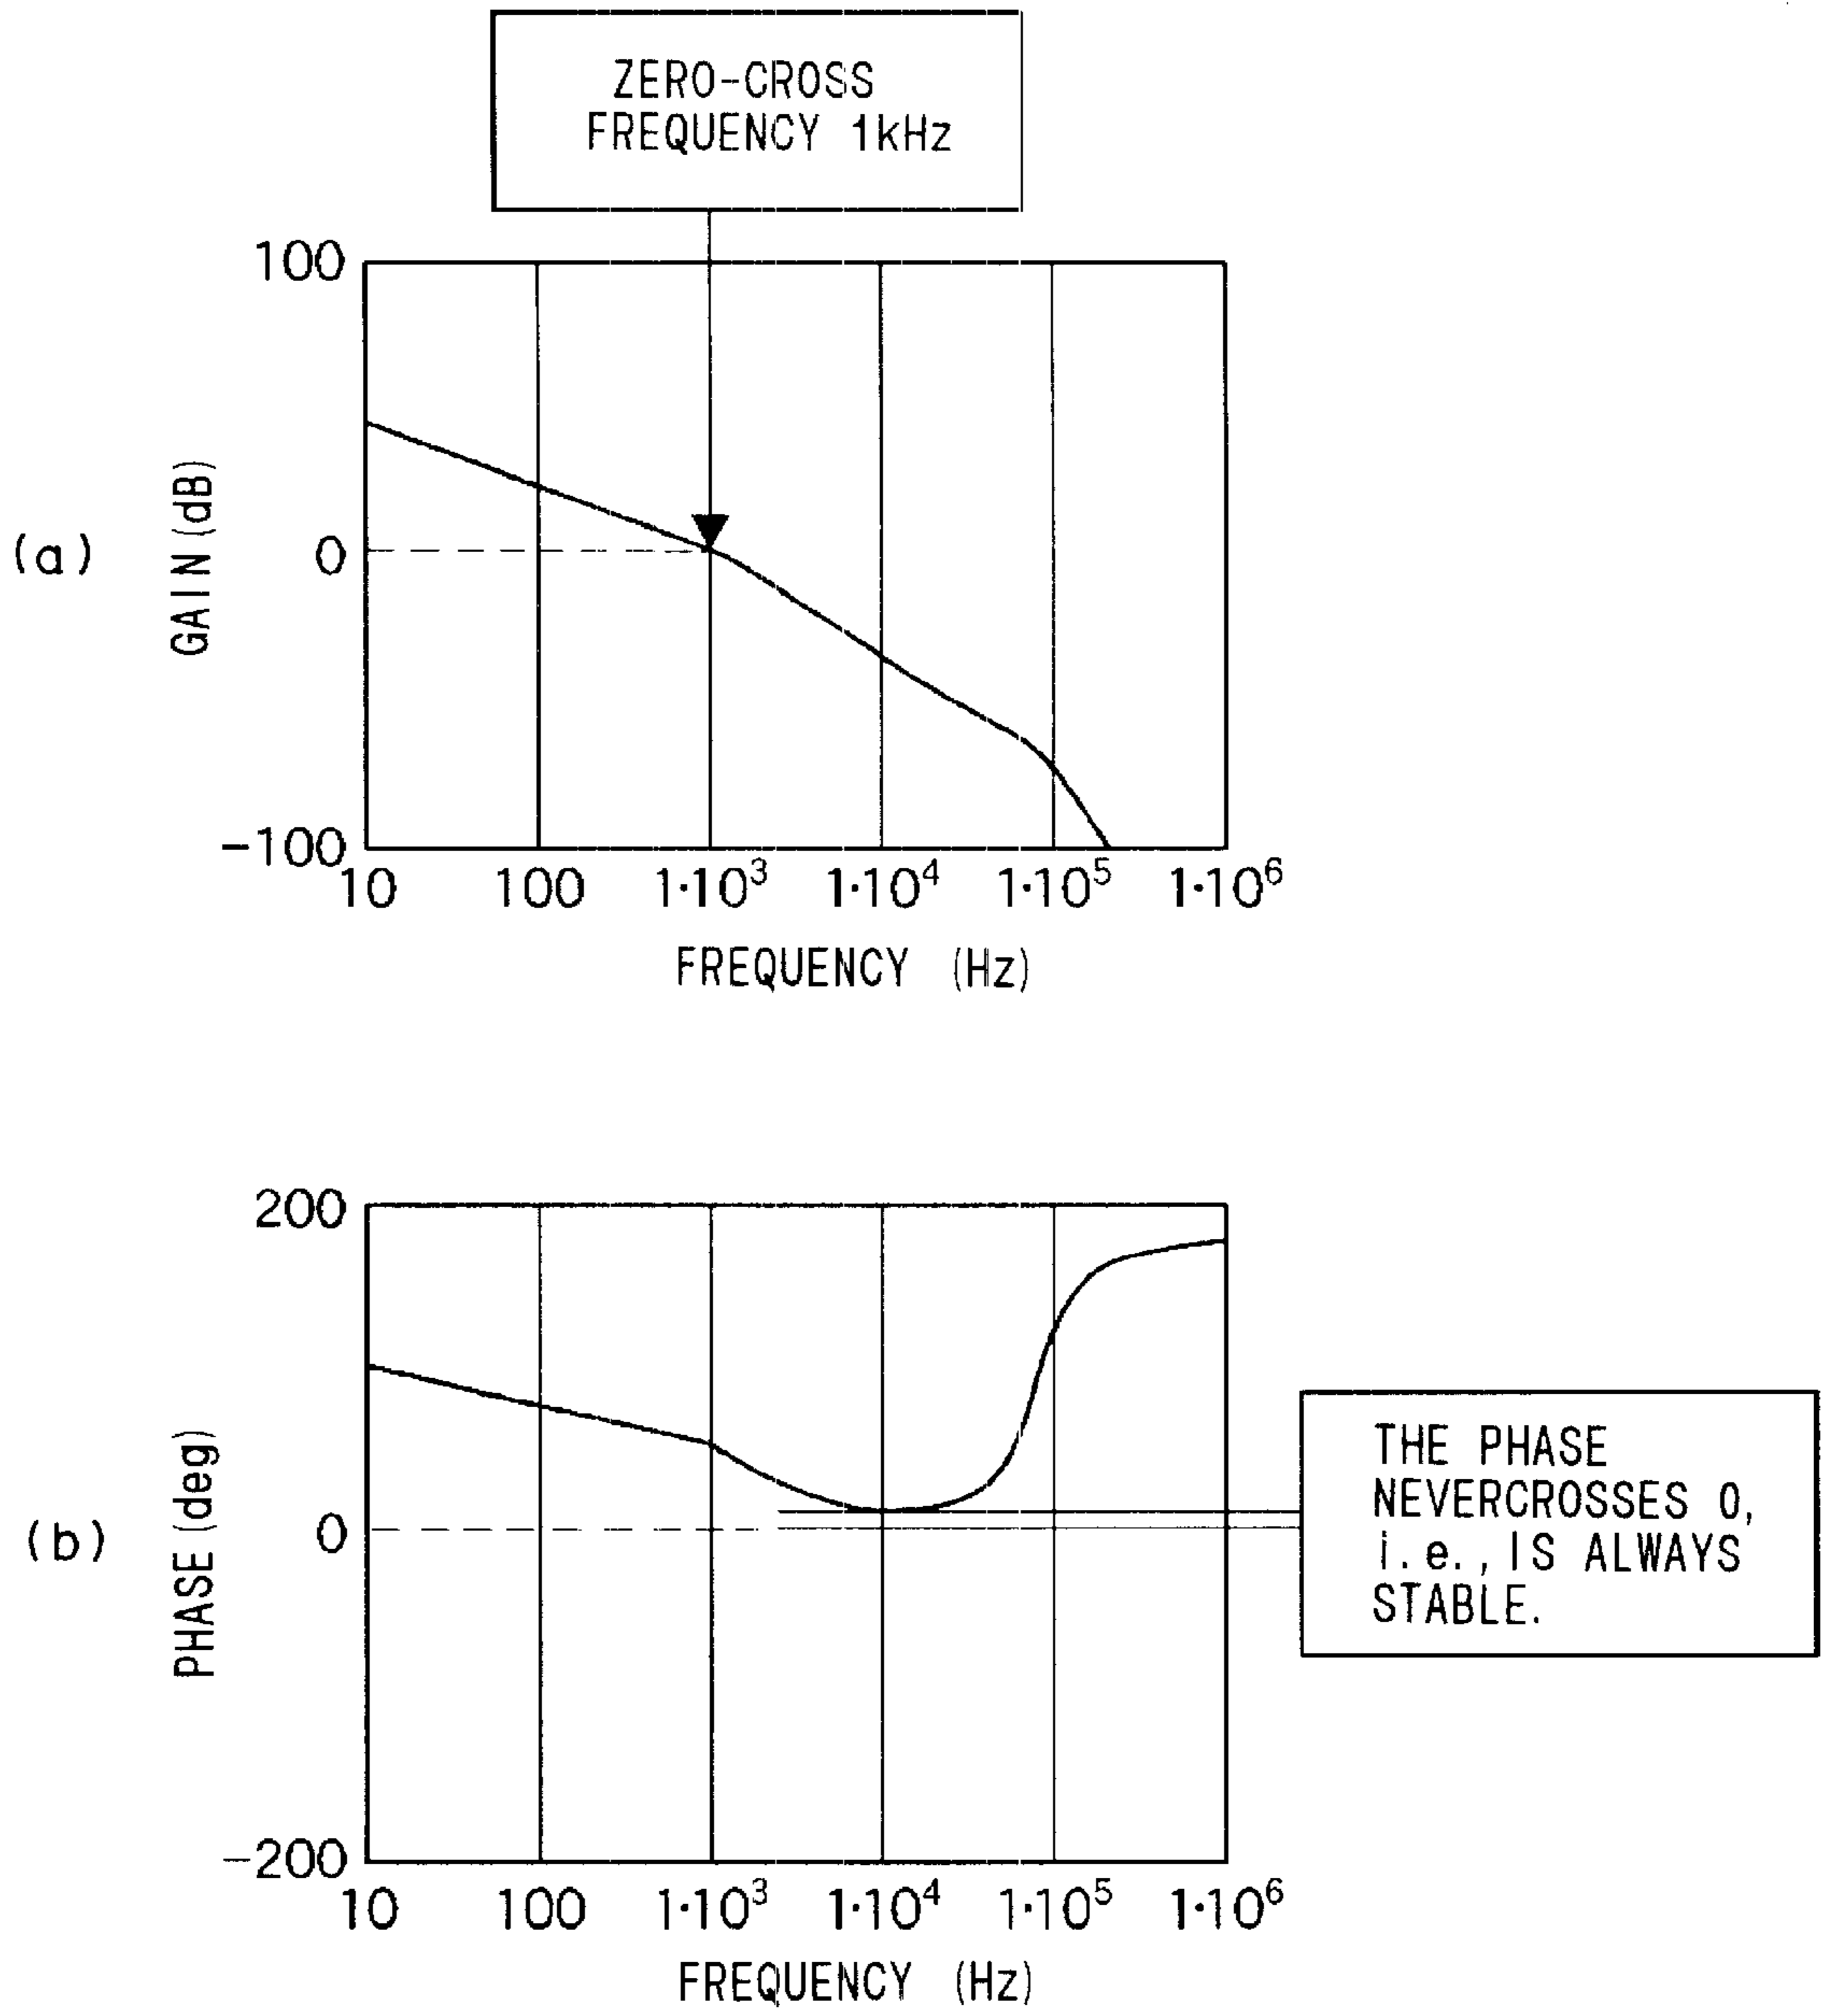 ZERO-CROSS
FREQUENCY 1kHz
100
0
-100
GAIN (dB)
(a)
10 100 1·10³ 1·10⁴ 1·10⁵ 1·10⁶
FREQUENCY (Hz)
200
0
-200
PHASE (deg)
(b)
THE PHASE
NEVERCROSSES 0,
i.e., IS ALWAYS
STABLE.
10 100 1·10³ 1·10⁴ 1·10⁵ 1·10⁶
FREQUENCY (Hz)